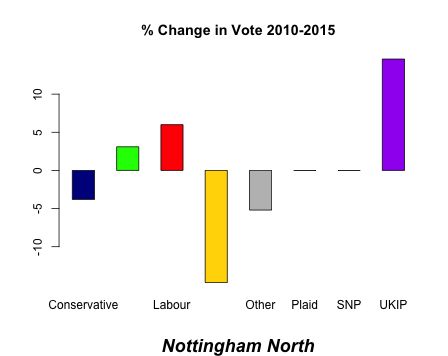 % Change in Vote 2010-2015
10
5
0
-5
-10
Conservative Labour Other Plaid SNP UKIP
Nottingham North